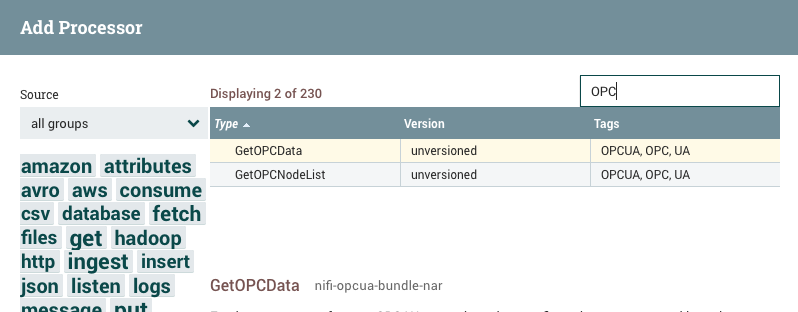 Add Processor
Source
Displaying 2 of 230
OPC
all groups
Type Version Tags
GetOPCData unversioned OPCUA, OPC, UA
GetOPCNodeList unversioned OPCUA, OPC, UA
amazon attributes
avro aws consume
csv database fetch
files get hadoop
http ingest insert
json listen logs
message put
GetOPCData nifi-opcua-bundle-nar